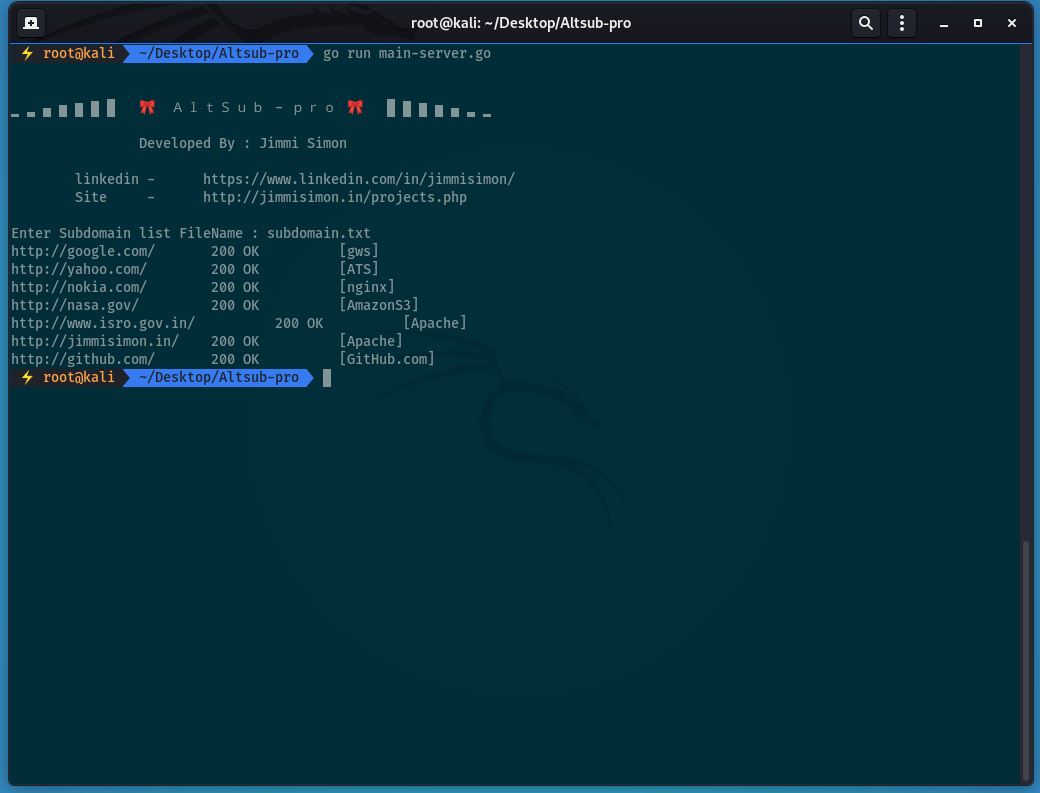 root@kali: ~/Desktop/Altsub-pro
⚡ root@kali ~/Desktop/Altsub-pro go run main-server.go
🎀 AltSub-pro 🎀
Developed By : Jimmi Simon
linkedin - https://www.linkedin.com/in/jimmisimon/
Site - http://jimmisimon.in/projects.php
Enter Subdomain list FileName : subdomain.txt
http://google.com/ 200 OK [gws]
http://yahoo.com/ 200 OK [ATS]
http://nokia.com/ 200 OK [nginx]
http://nasa.gov/ 200 OK [AmazonS3]
http://www.isro.gov.in/ 200 OK [Apache]
http://jimmisimon.in/ 200 OK [Apache]
http://github.com/ 200 OK [GitHub.com]
⚡ root@kali ~/Desktop/Altsub-pro